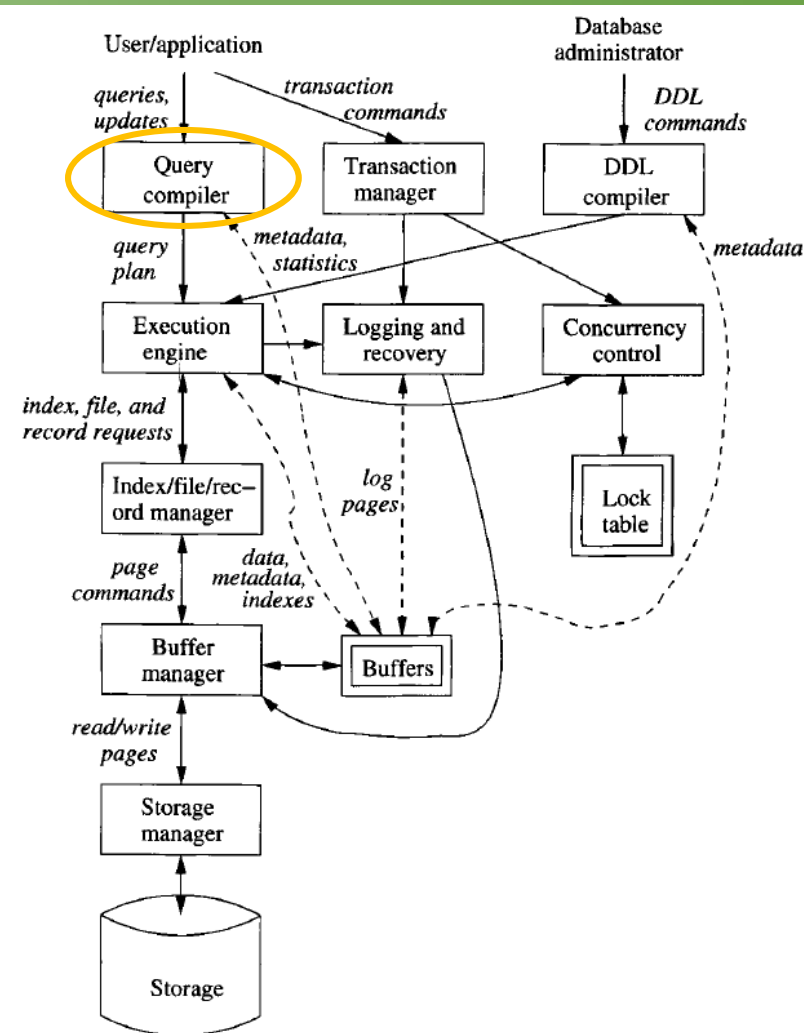 User/application
Database
administrator
queries,
updates
transaction
commands
DDL
commands
Query
compiler
Transaction
manager
DDL
compiler
query
plan
metadata,
statistics
metadata
Execution
engine
Logging and
recovery
Concurrency
control
index, file, and
record requests
Index/file/rec–
ord manager
log
pages
Lock
table
page
commands
data,
metadata,
indexes
Buffer
manager
Buffers
read/write
pages
Storage
manager
Storage